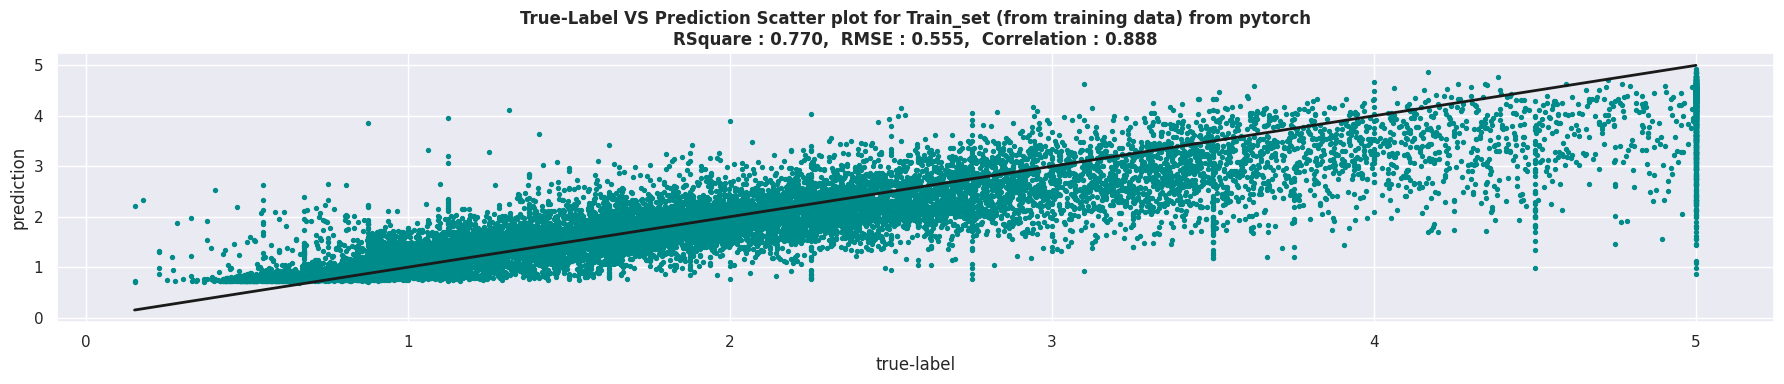 True-Label VS Prediction Scatter plot for Train_set (from training data) from pytorch
RSquare : 0.770,  RMSE : 0.555,  Correlation : 0.888
5
4
3
2
1
0
prediction
0 1 2 3 4 5
true-label